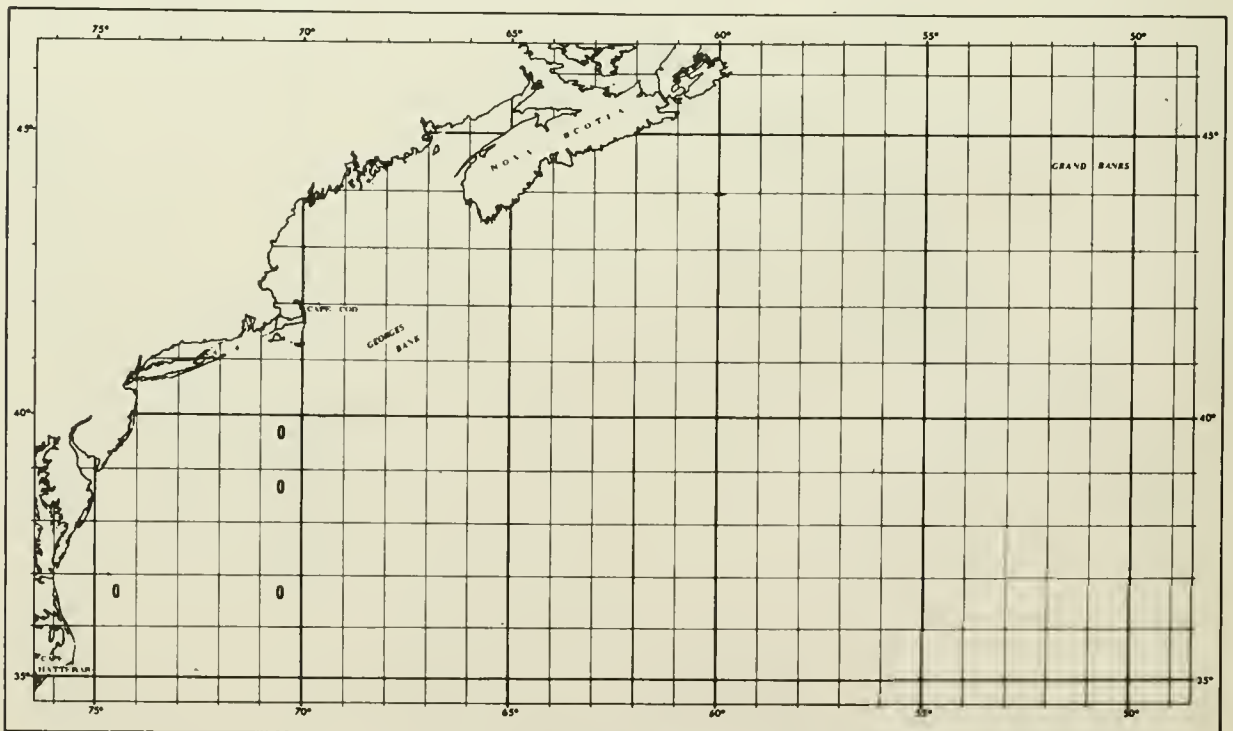 75° 70° 65° 60° 55° 50°
45° 45°
NOVA SCOTIA
GRAND BANKS
CAPE COD
GEORGES
BANK
40° 40°
0
0
0 0
CAPE
HATTERAS
35° 35°
75° 70° 65° 60° 55° 50°